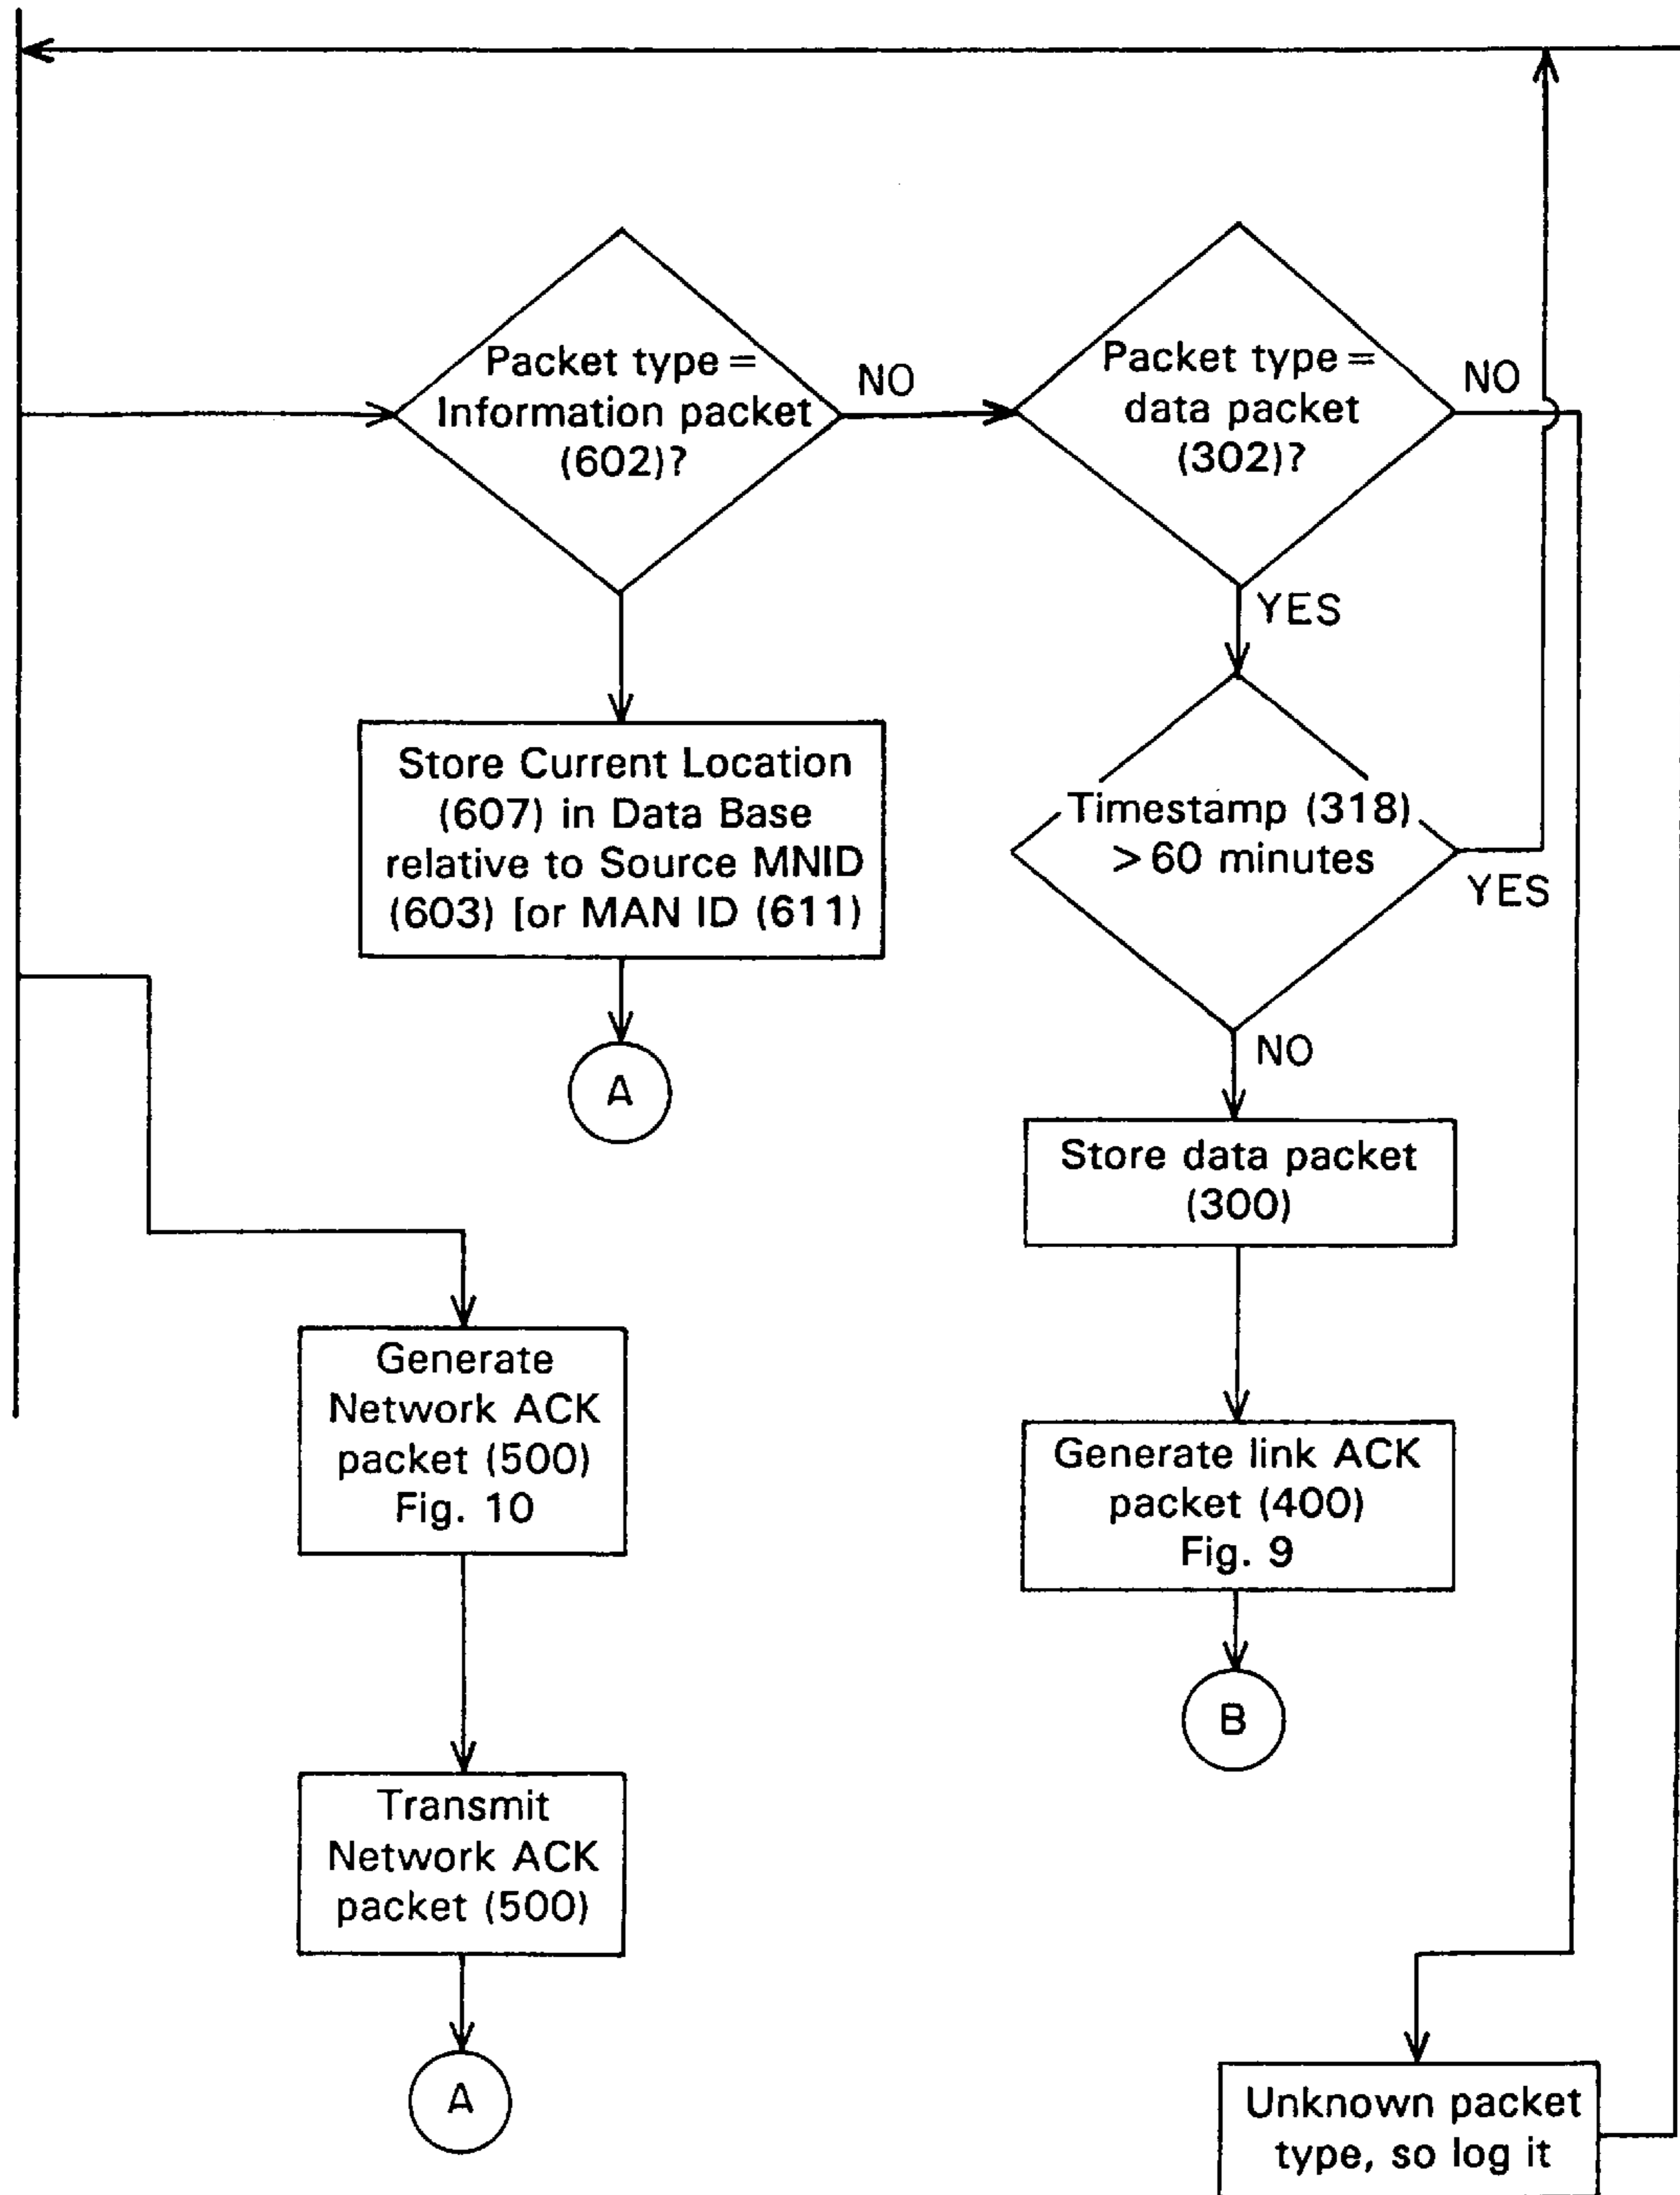 Packet type =
Information packet
(602)?
NO
Packet type =
data packet
(302)?
NO
YES
Store Current Location
(607) in Data Base
relative to Source MNID
(603) [or MAN ID (611)
A
Timestamp (318)
> 60 minutes
YES
NO
Store data packet
(300)
Generate link ACK
packet (400)
Fig. 9
B
Generate
Network ACK
packet (500)
Fig. 10
Transmit
Network ACK
packet (500)
A
Unknown packet
type, so log it